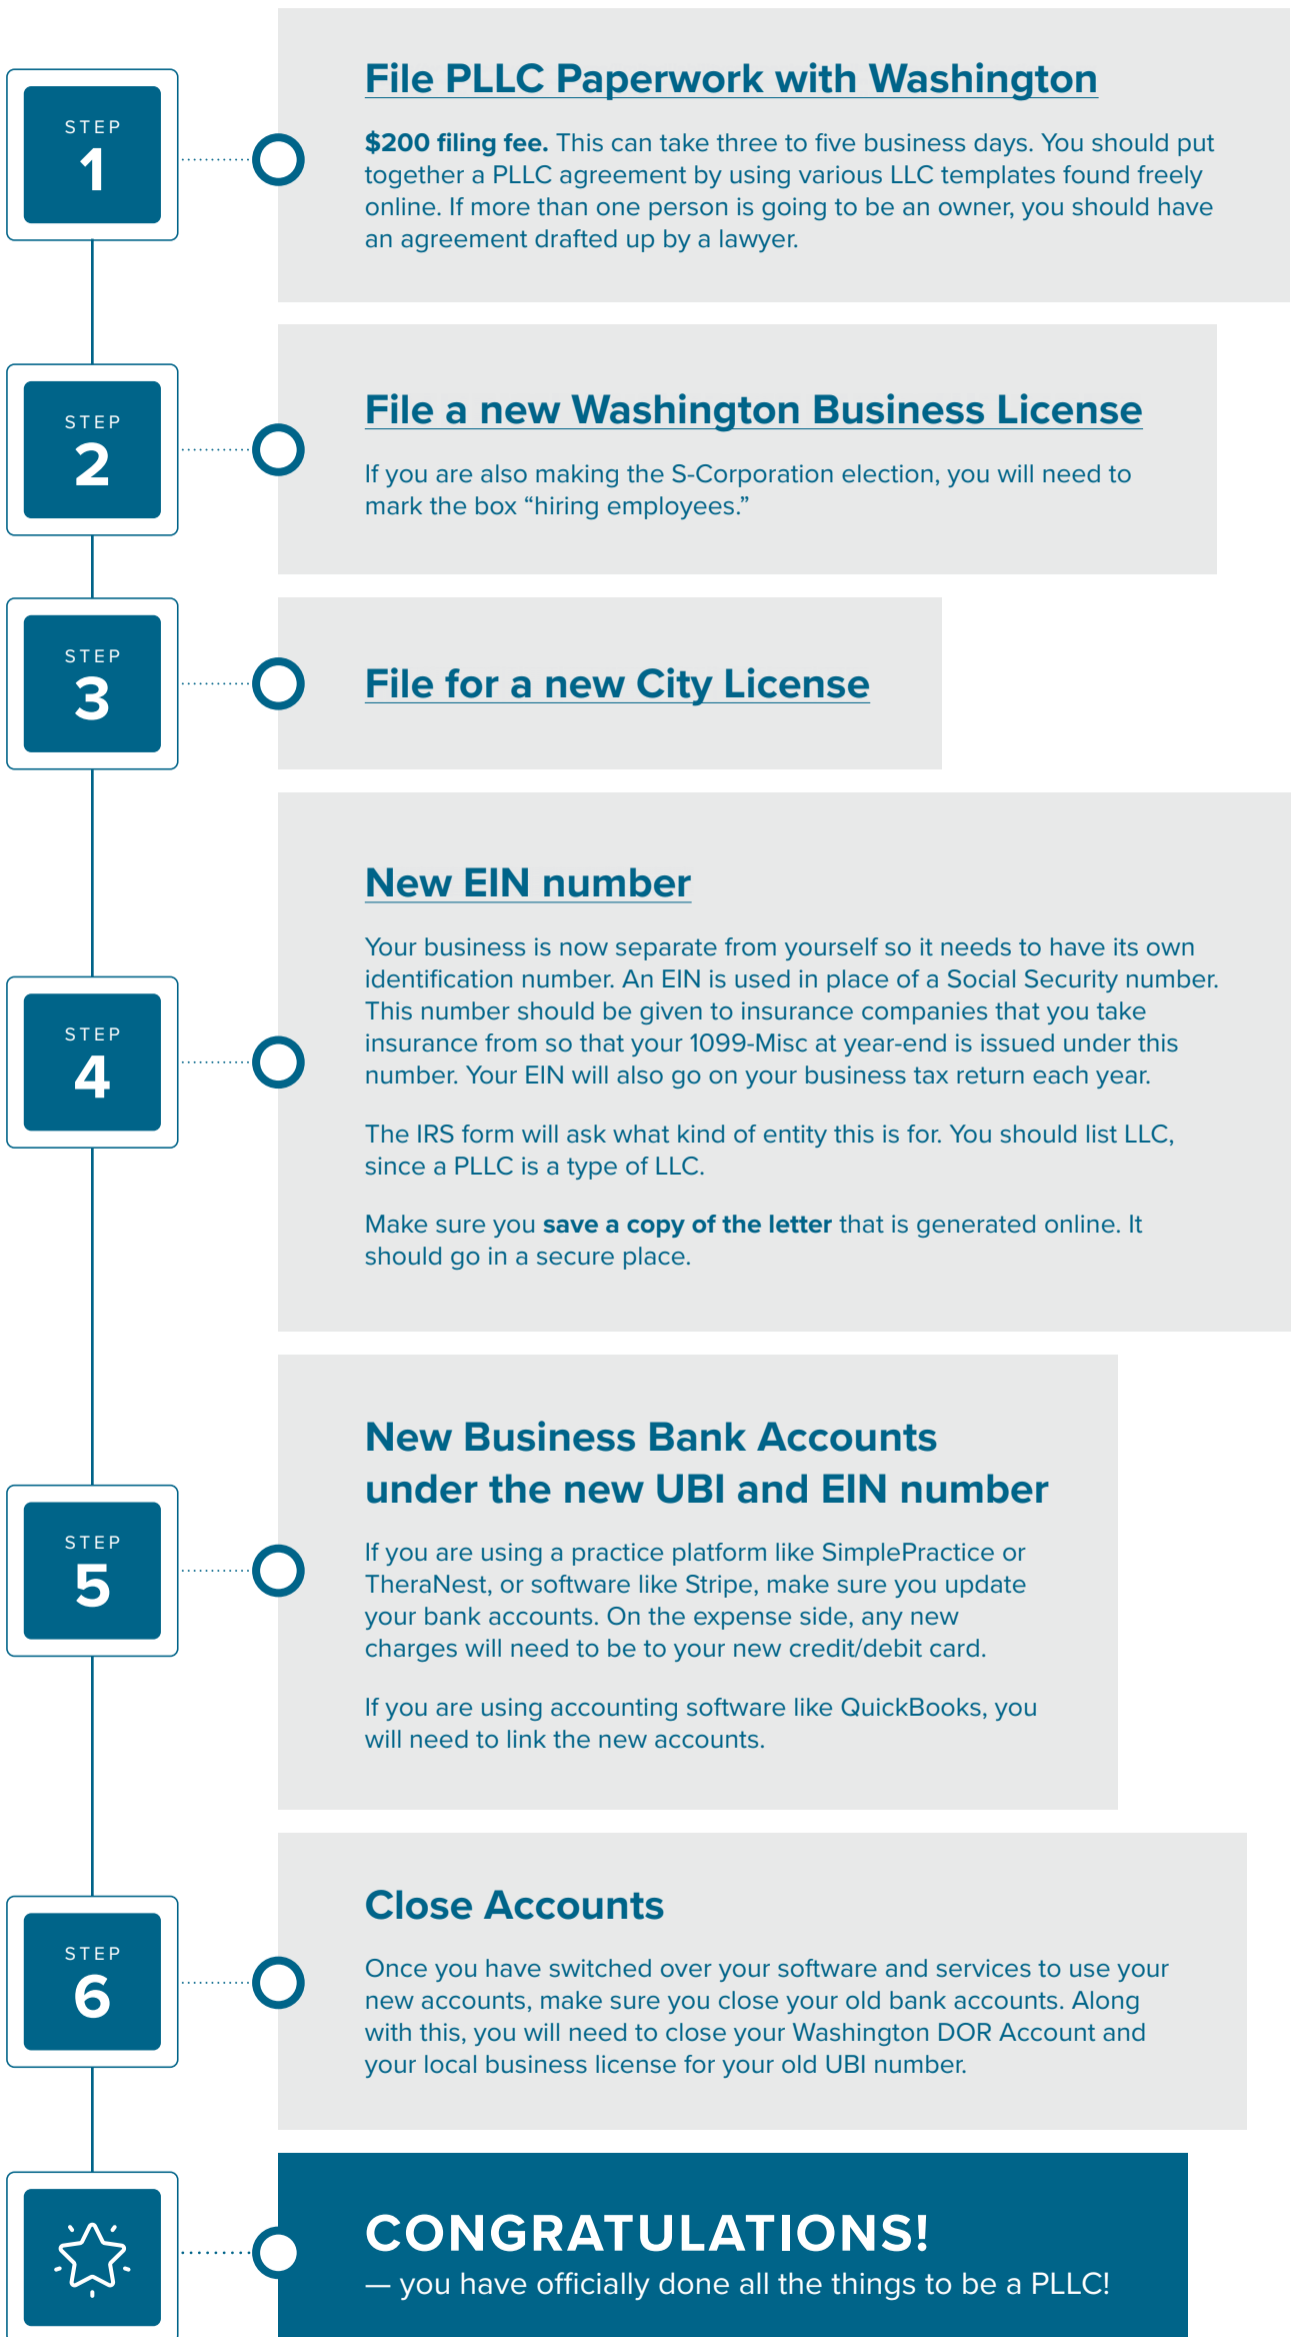 STEP
1
File PLLC Paperwork with Washington
$200 filing fee. This can take three to five business days. You should put
together a PLLC agreement by using various LLC templates found freely
online. If more than one person is going to be an owner, you should have
an agreement drafted up by a lawyer.
STEP
2
File a new Washington Business License
If you are also making the S-Corporation election, you will need to
mark the box “hiring employees.”
STEP
3
File for a new City License
STEP
4
New EIN number
Your business is now separate from yourself so it needs to have its own
identification number. An EIN is used in place of a Social Security number.
This number should be given to insurance companies that you take
insurance from so that your 1099-Misc at year-end is issued under this
number. Your EIN will also go on your business tax return each year.
The IRS form will ask what kind of entity this is for. You should list LLC,
since a PLLC is a type of LLC.
Make sure you save a copy of the letter that is generated online. It
should go in a secure place.
STEP
5
New Business Bank Accounts
under the new UBI and EIN number
If you are using a practice platform like SimplePractice or
TheraNest, or software like Stripe, make sure you update
your bank accounts. On the expense side, any new
charges will need to be to your new credit/debit card.
If you are using accounting software like QuickBooks, you
will need to link the new accounts.
STEP
6
Close Accounts
Once you have switched over your software and services to use your
new accounts, make sure you close your old bank accounts. Along
with this, you will need to close your Washington DOR Account and
your local business license for your old UBI number.
CONGRATULATIONS!
— you have officially done all the things to be a PLLC!